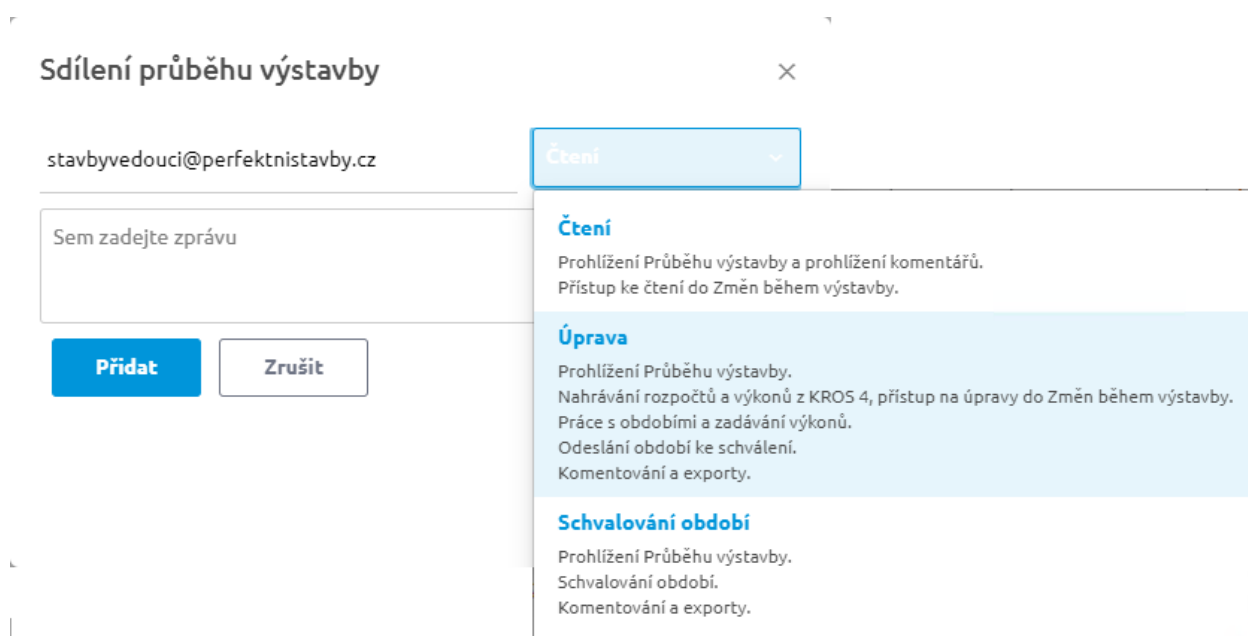 Sdílení průběhu výstavby
stavbyvedouci@perfektnistavby.cz
Čtení
Sem zadejte zprávu
Přidat
Zrušit
Čtení
Prohlížení Průběhu výstavby a prohlížení komentářů.
Přístup ke čtení do Změn během výstavby.
Úprava
Prohlížení Průběhu výstavby.
Nahrávání rozpočtů a výkonů z KROS 4, přístup na úpravy do Změn během výstavby.
Práce s obdobími a zadávání výkonů.
Odeslání období ke schválení.
Komentování a exporty.
Schvalování období
Prohlížení Průběhu výstavby.
Schvalování období.
Komentování a exporty.